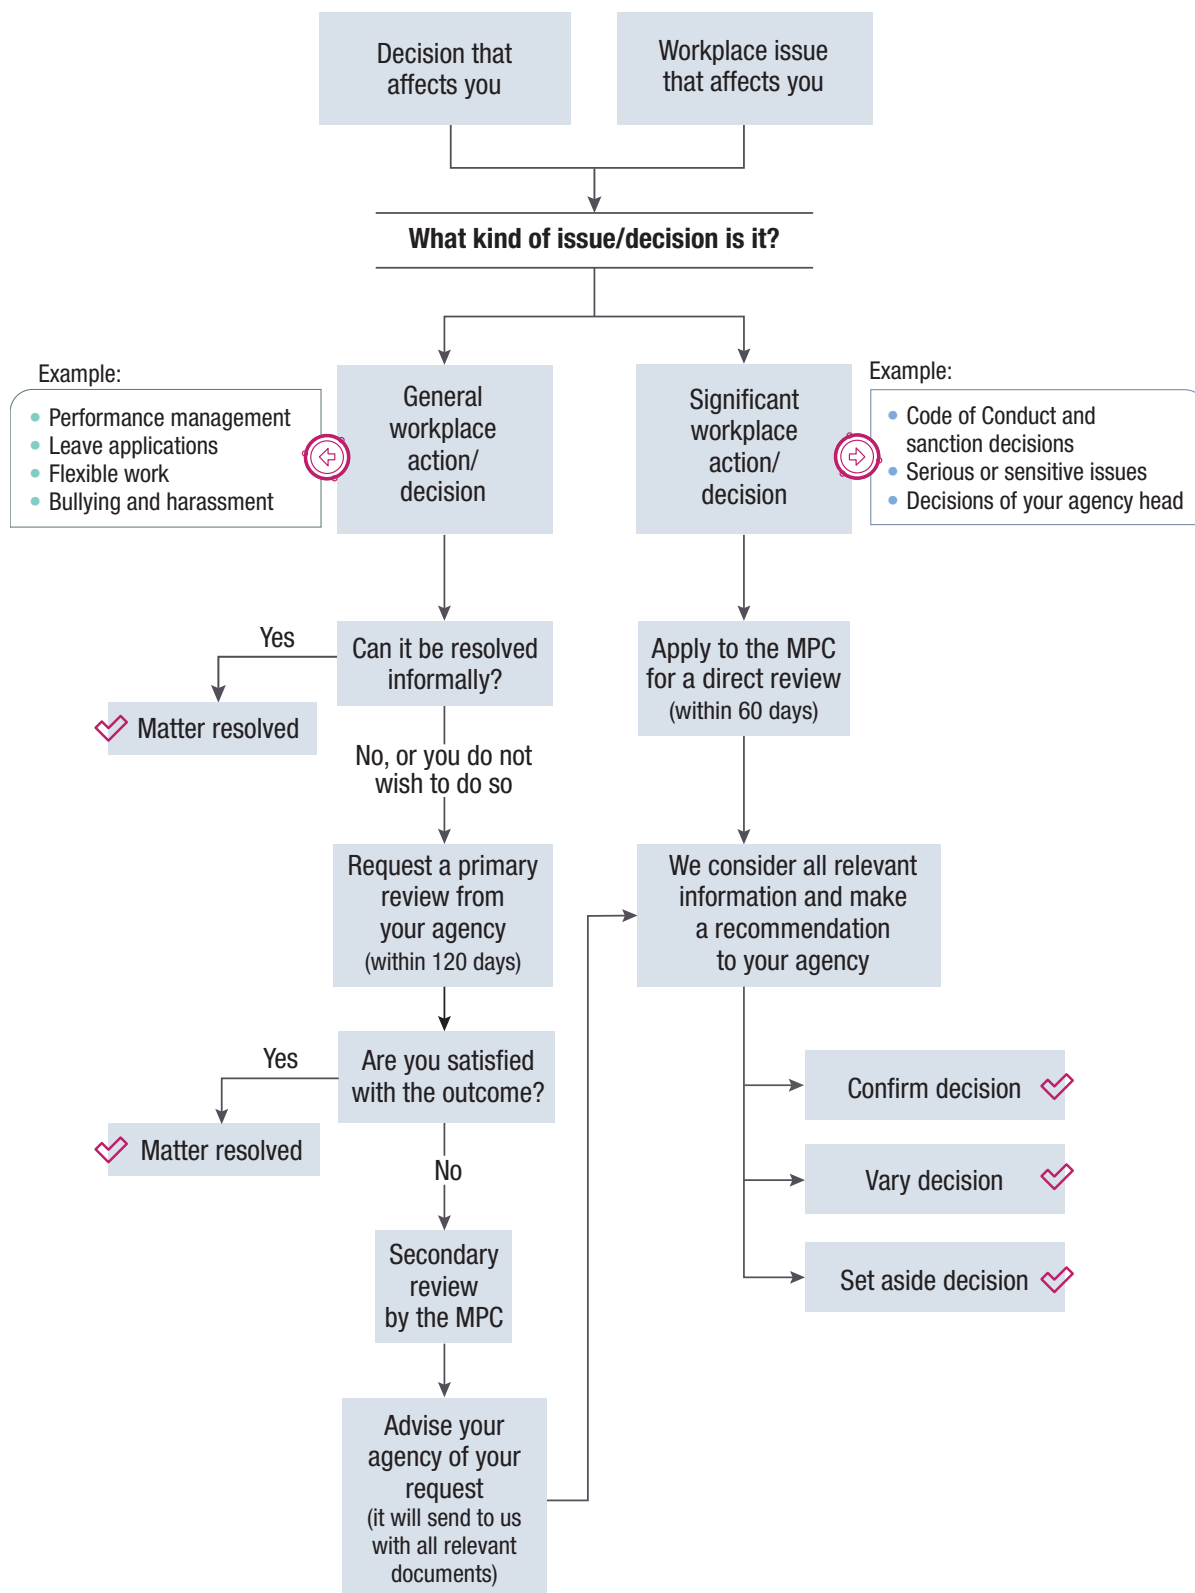 Decision that
affects you
Workplace issue
that affects you
What kind of issue/decision is it?
Example:
• Performance management
• Leave applications
• Flexible work
• Bullying and harassment
General
workplace
action/
decision
Significant
workplace
action/
decision
Example:
• Code of Conduct and
sanction decisions
• Serious or sensitive issues
• Decisions of your agency head
Yes
Can it be resolved
informally?
Matter resolved
No, or you do not
wish to do so
Apply to the MPC
for a direct review
(within 60 days)
Request a primary
review from
your agency
(within 120 days)
We consider all relevant
information and make
a recommendation
to your agency
Yes
Are you satisfied
with the outcome?
Matter resolved
No
Secondary
review
by the MPC
Advise your
agency of your
request
(it will send to us
with all relevant
documents)
Confirm decision
Vary decision
Set aside decision